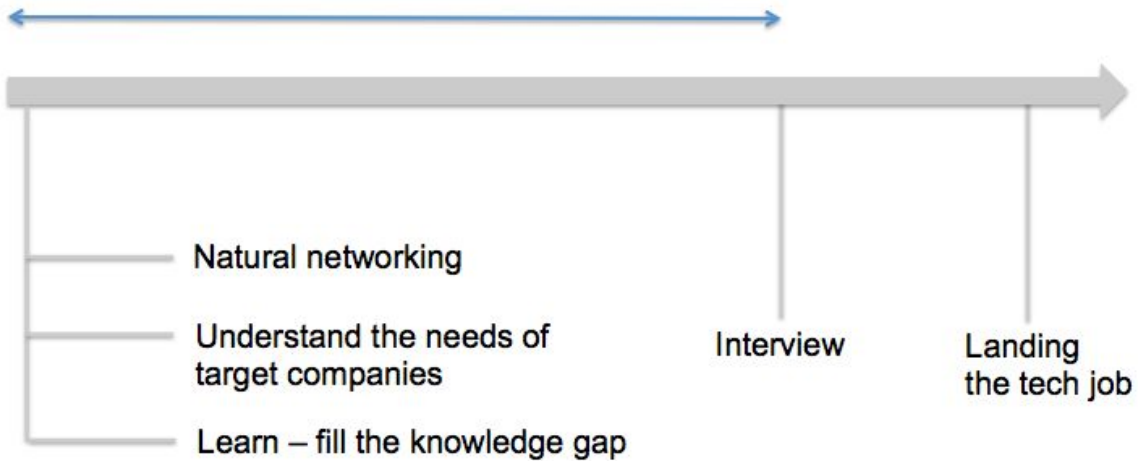 Natural networking
Understand the needs of
target companies
Learn – fill the knowledge gap
Interview
Landing
the tech job